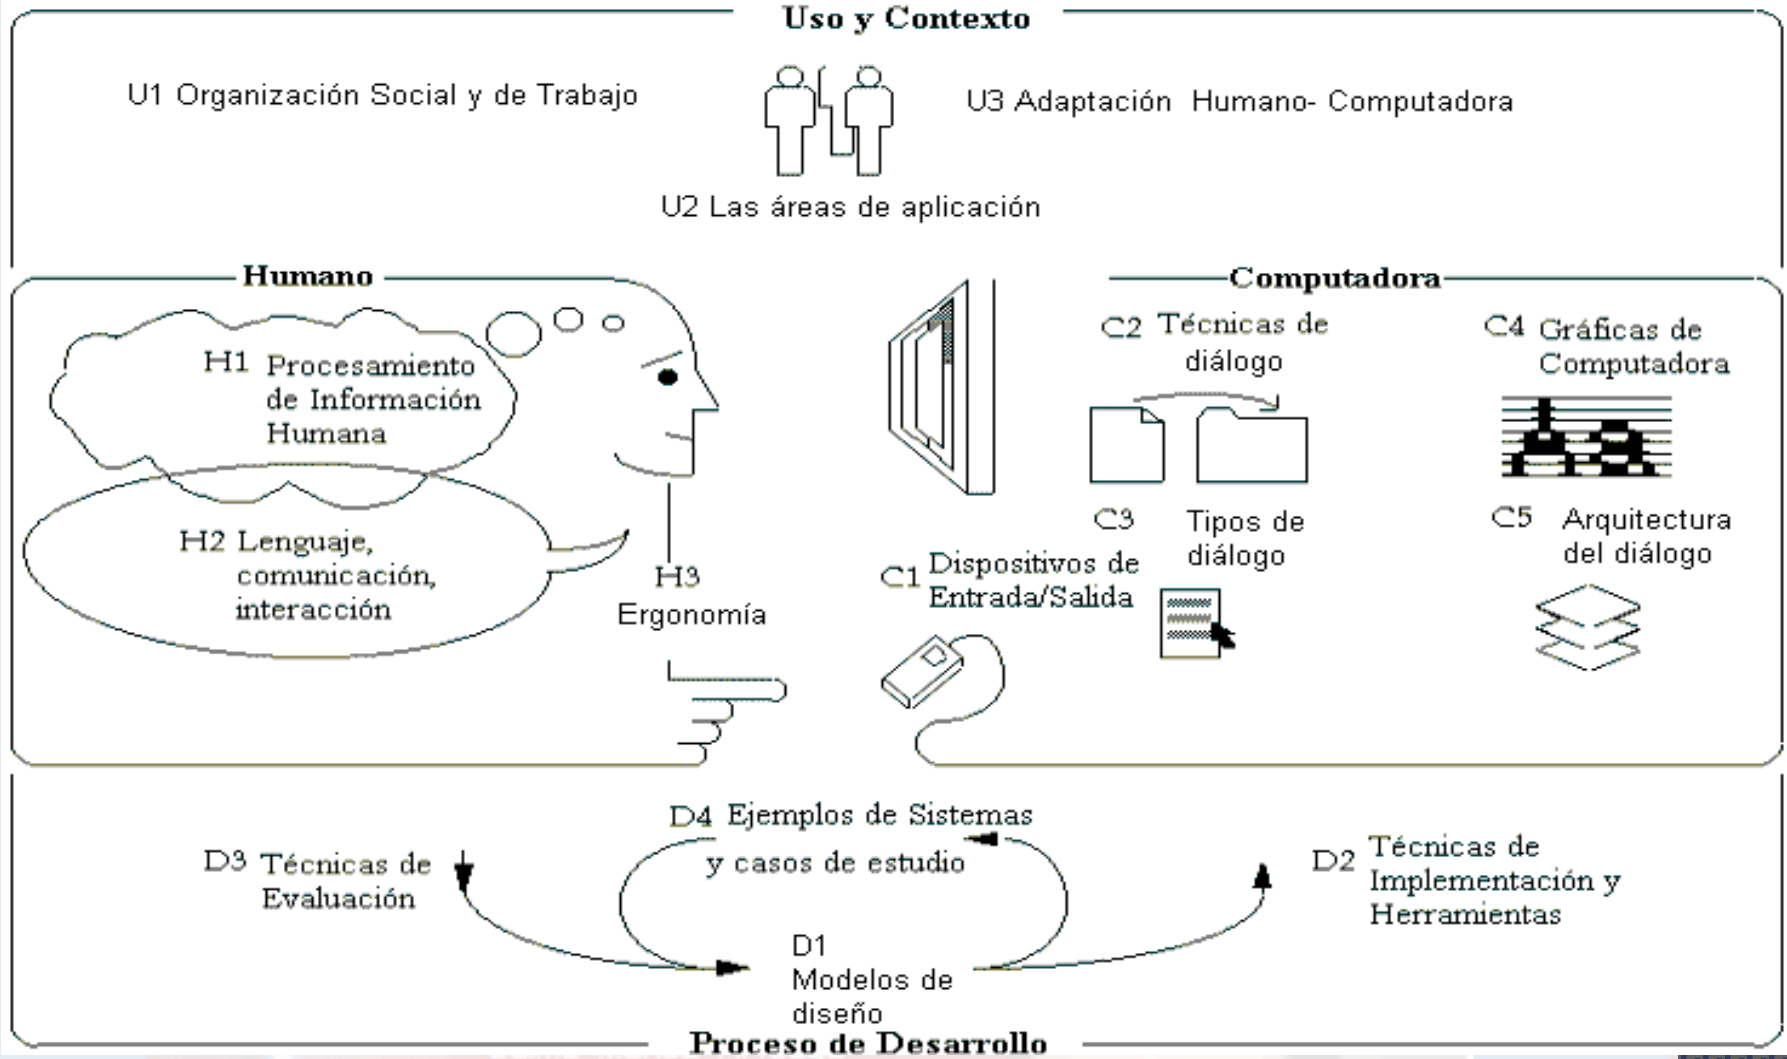 Uso y Contexto
U1 Organización Social y de Trabajo
U3 Adaptación Humano- Computadora
U2 Las áreas de aplicación
Humano
H1 Procesamiento
de Información
Humana
H2 Lenguaje,
comunicación,
interacción
H3
Ergonomía
Computadora
C2 Técnicas de
diálogo
C4 Gráficas de
Computadora
C3 Tipos de
diálogo
C5 Arquitectura
del diálogo
C1 Dispositivos de
Entrada/Salida
D4 Ejemplos de Sistemas
y casos de estudio
D3 Técnicas de
Evaluación
D2 Técnicas de
Implementación y
Herramientas
D1
Modelos de
diseño
Proceso de Desarrollo